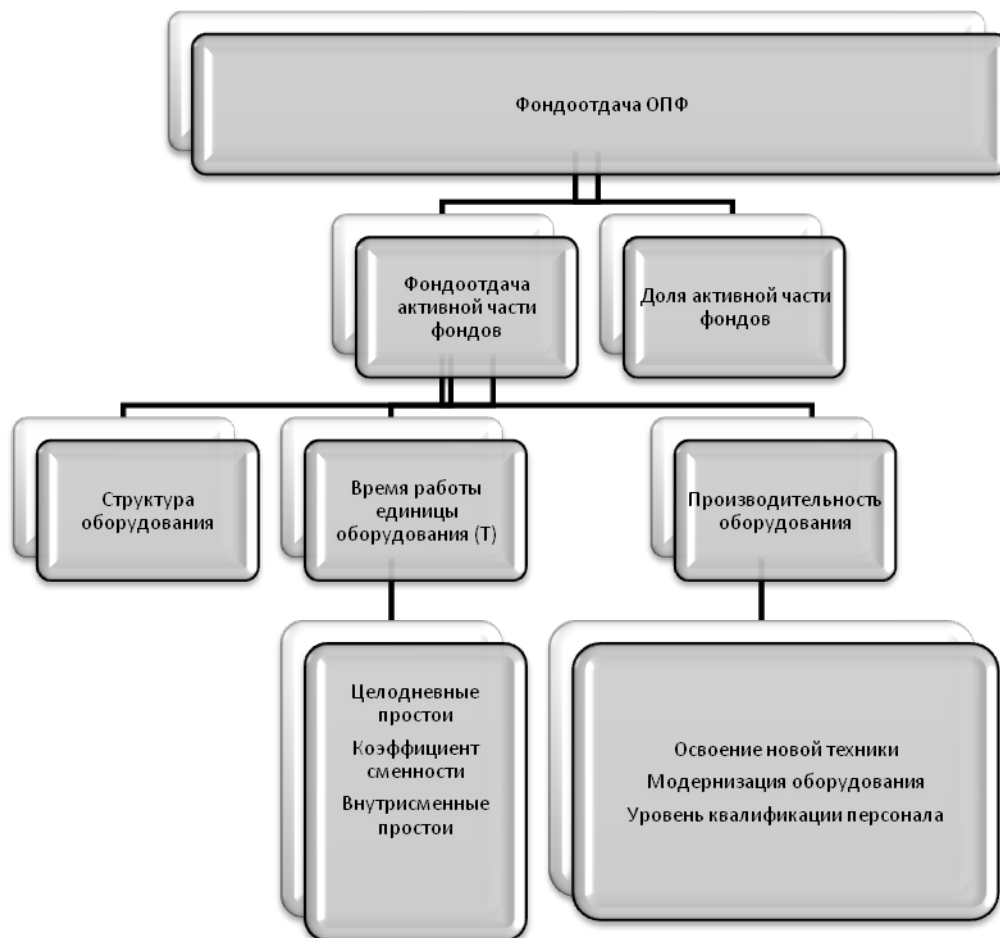 Фондоотдача ОПФ
Фондоотдача
активной части
фондов
Доля активной части
фондов
Структура
оборудования
Время работы
единицы
оборудования (Т)
Производительность
оборудования
Целодневные
простои
Коэффициент
сменности
Внутрисменные
простои
Освоение новой техники
Модернизация оборудования
Уровень квалификации персонала